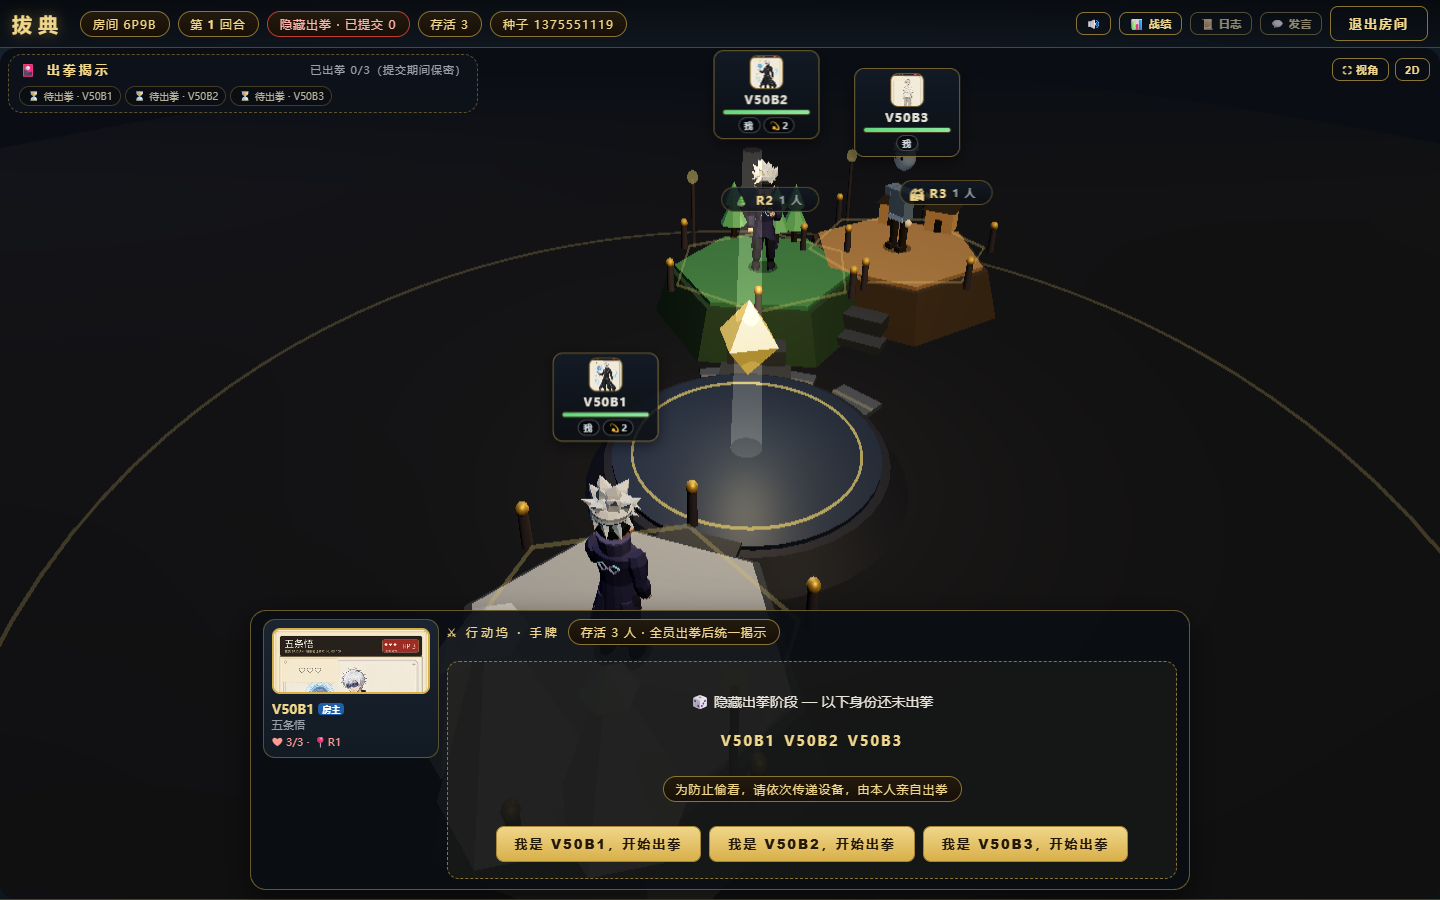 拔典 房间 6P9B 第 1 回合 隐藏出拳 · 已提交 0 存活 3 种子 1375551119 战绩 日志 发言 退出房间
出拳揭示 已出拳 0/3（提交期间保密）
待出拳 · V50B1 待出拳 · V50B2 待出拳 · V50B3
视角 2D
V50B2
我 2
V50B3
我
R2 1 人
R3 1 人
V50B1
我 2
五条悟
行动坞 · 手牌 存活 3 人 · 全员出拳后统一揭示
V50B1 房主
五条悟
3/3 · R1
隐藏出拳阶段 — 以下身份还未出拳
V50B1 V50B2 V50B3
为防止偷看，请依次传递设备，由本人亲自出拳
我是 V50B1，开始出拳 我是 V50B2，开始出拳 我是 V50B3，开始出拳